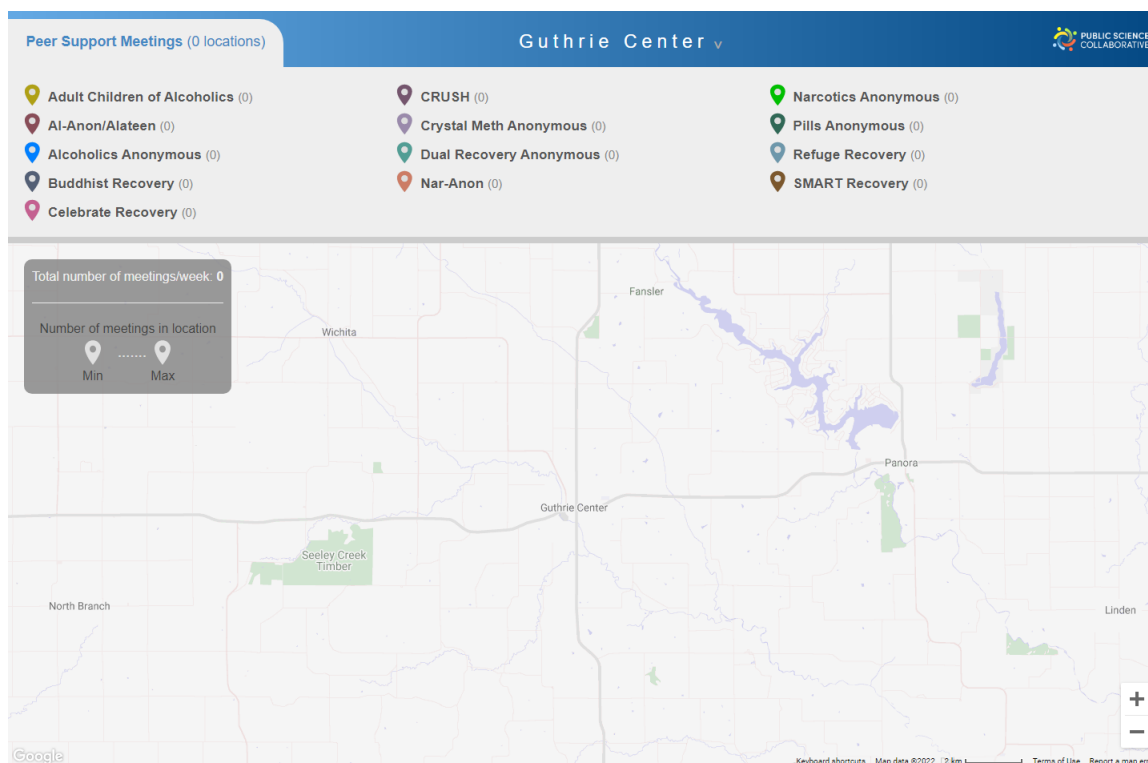 Peer Support Meetings (0 locations)
Guthrie Center v
PUBLIC SCIENCE
COLLABORATIVE
Adult Children of Alcoholics (0)
Al-Anon/Alateen (0)
Alcoholics Anonymous (0)
Buddhist Recovery (0)
Celebrate Recovery (0)
CRUSH (0)
Crystal Meth Anonymous (0)
Dual Recovery Anonymous (0)
Nar-Anon (0)
Narcotics Anonymous (0)
Pills Anonymous (0)
Refuge Recovery (0)
SMART Recovery (0)
Total number of meetings/week: 0
Number of meetings in location
Min
Max
Fansler
Wichita
Panora
Guthrie Center
Seeley Creek
Timber
North Branch
Linden
+
−
Google
Keyboard shortcuts Map data ©2022 2 km Terms of Use Report a map er